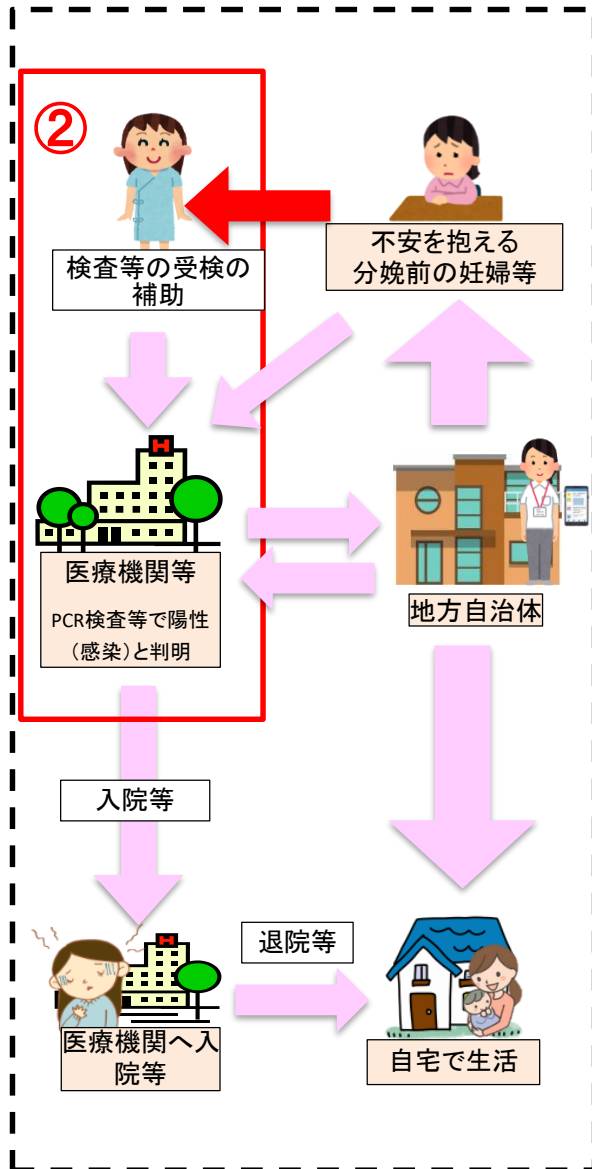 ②
検査等の受検の
補助
不安を抱える
分娩前の妊婦等
H
医療機関等
PCR検査等で陽性
(感染)と判明
地方自治体
入院等
H
医療機関へ入
院等
退院等
自宅で生活